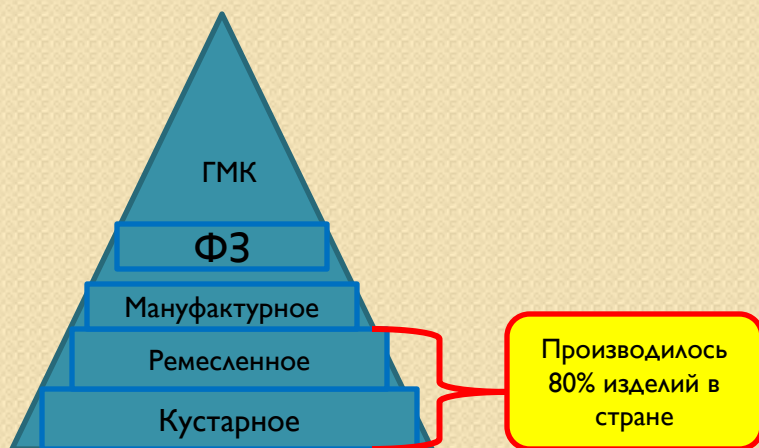 ГМК
ФЗ
Мануфактурное
Ремесленное
Кустарное
Производилось
80% изделий в
стране